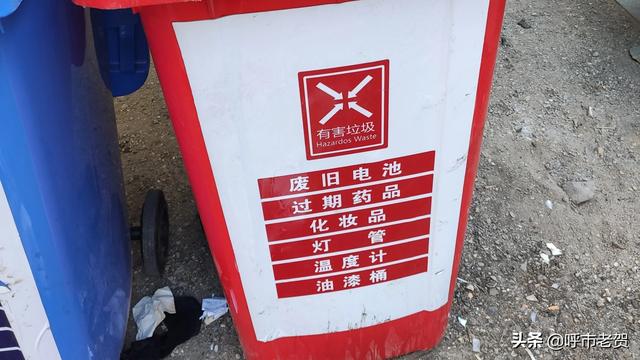 有害垃圾
Hazardos Waste
废旧电池
过期药品
化妆品
灯管
温度计
油漆桶
头条 @呼市老贺